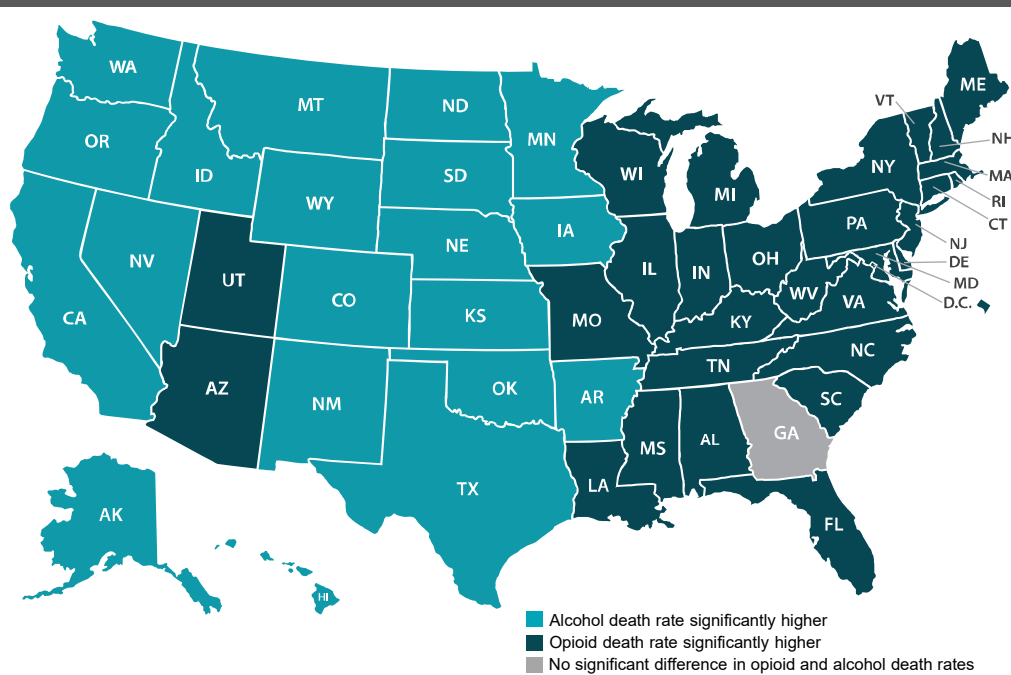 WA
MT
ND
MN
OR
ID
SD
WY
WI
MI
ME
VT
NH
NY
MA
RI
CT
NE
IA
PA
NJ
DE
MD
D.C.
NV
UT
CO
IL
IN
OH
WV
VA
CA
KS
MO
KY
AZ
NM
OK
AR
TN
NC
SC
TX
LA
MS
AL
GA
FL
AK
HI
Alcohol death rate significantly higher
Opioid death rate significantly higher
No significant difference in opioid and alcohol death rates